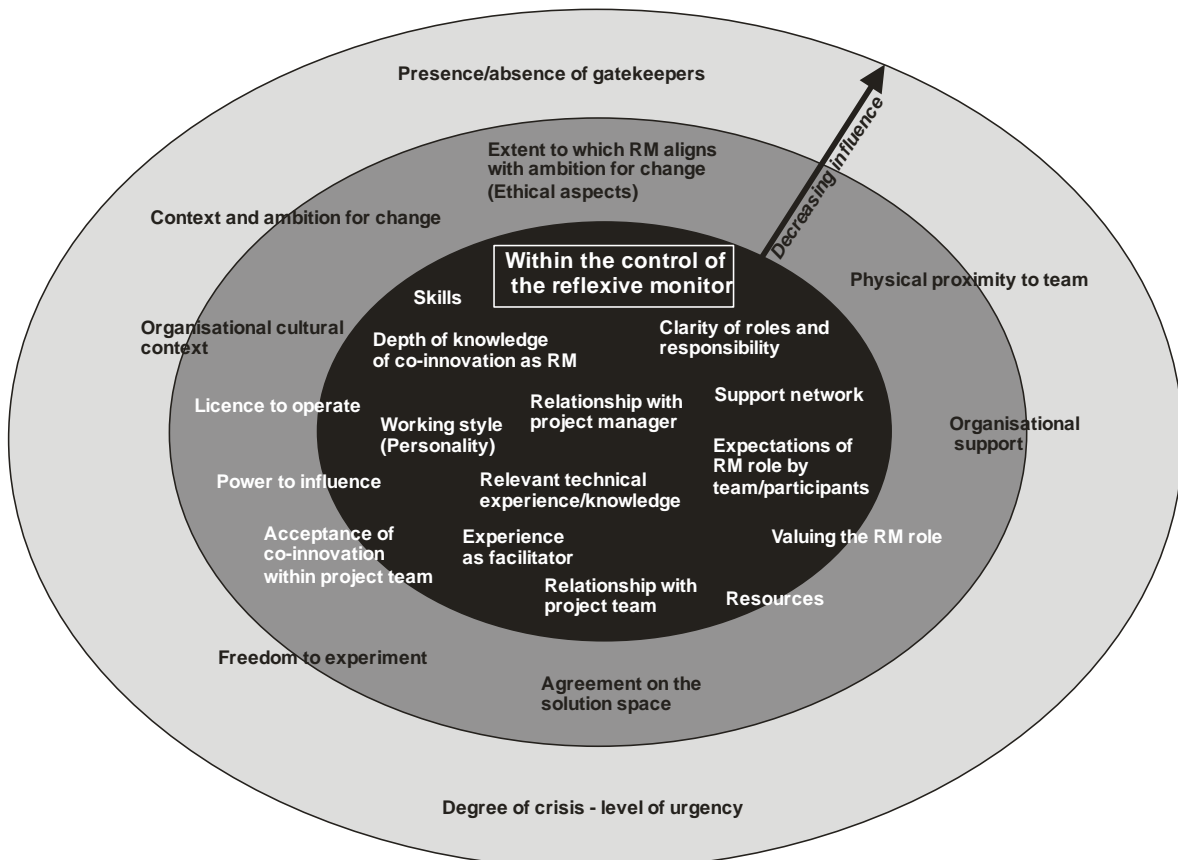 Presence/absence of gatekeepers
Decreasing influence
Extent to which RM aligns
with ambition for change
(Ethical aspects)
Context and ambition for change
Within the control of
the reflexive monitor
Physical proximity to team
Skills
Organisational cultural
context
Clarity of roles and
responsibility
Depth of knowledge
of co-innovation as RM
Licence to operate
Relationship with
project manager
Support network
Working style
(Personality)
Organisational
support
Expectations of
RM role by
team/participants
Power to influence
Relevant technical
experience/knowledge
Acceptance of
co-innovation
within project team
Experience
as facilitator
Valuing the RM role
Relationship with
project team
Resources
Freedom to experiment
Agreement on the
solution space
Degree of crisis - level of urgency